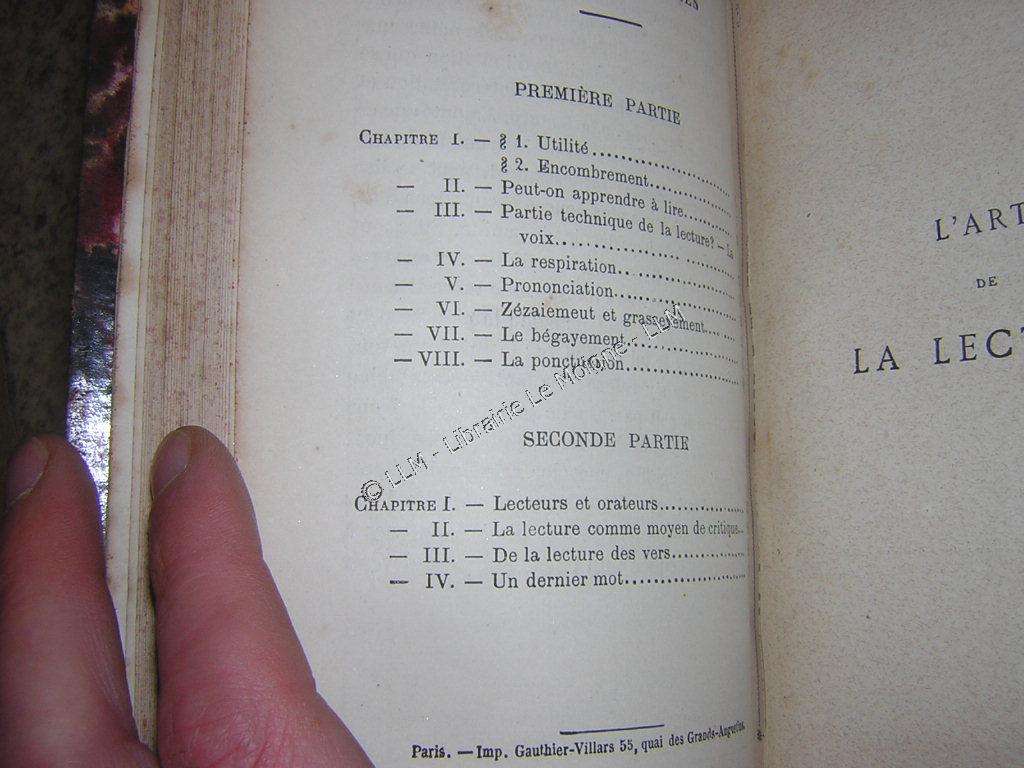 PREMIÈRE PARTIE
CHAPITRE I. — § 1. Utilité
§ 2. Encombrement
— II. — Peut-on apprendre à lire
— III. — Partie technique de la lecture? — La
voix
— IV. — La respiration
— V. — Prononciation
— VI. — Zézaiemeut et grasseyement
— VII. — Le bégayement
— VIII. — La ponctuation
SECONDE PARTIE
CHAPITRE I. — Lecteurs et orateurs
— II. — La lecture comme moyen de critique
— III. — De la lecture des vers
— IV. — Un dernier mot
Paris. — Imp. Gauthier-Villars 55, quai des Grands-Augustins.
© LLM - Librairie Le Momne - LLM
L'ART
DE
LA LECT